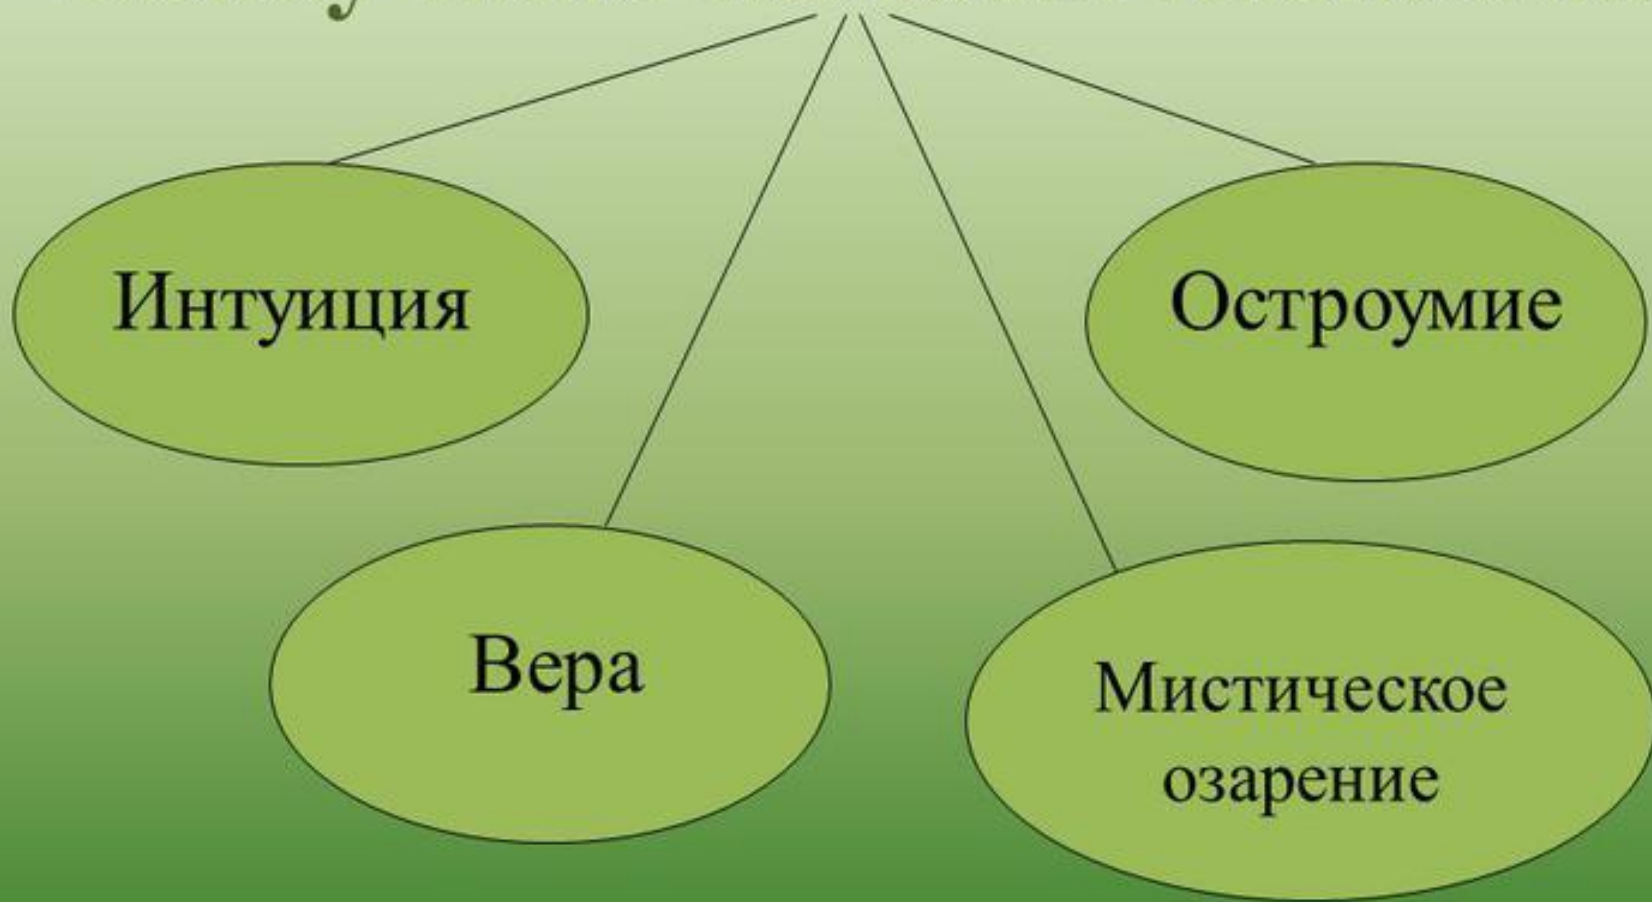 Интуиция
Остроумие
Вера
Мистическое
озарение